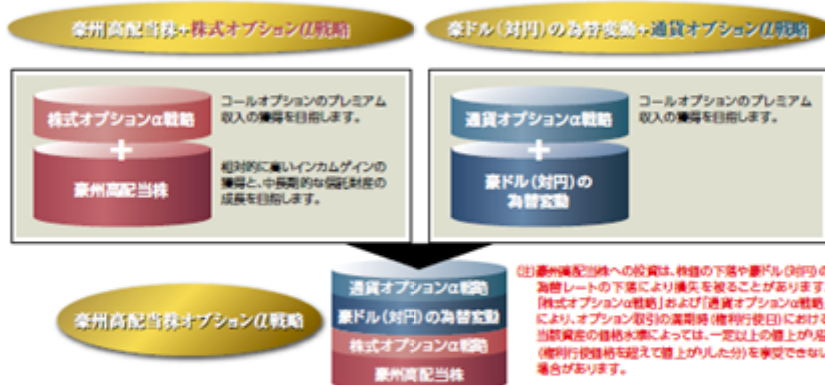 豪州高配当株+株式オプションα戦略
豪ドル(対円)の為替変動+通貨オプションα戦略
株式オプションα戦略
+
豪州高配当株
コールオプションのプレミアム
収入の獲得を目指します。
相対的に高いインカムゲインの
獲得と、中長期的な信託財産の
成長を目指します。
通貨オプションα戦略
+
豪ドル(対円)の
為替変動
コールオプションのプレミアム
収入の獲得を目指します。
豪州高配当株オプションα戦略
通貨オプションα戦略
豪ドル(対円)の為替変動
株式オプションα戦略
豪州高配当株
(注)豪州高配当株への投資は、株価の下落や豪ドル(対円)の
為替レートの下落により損失を被ることがあります。
「株式オプションα戦略」および「通貨オプションα戦略」
により、オプション取引の満期時(権利行使日)における
当該資産の価格水準によっては、一定以上の値上がり益
(権利行使価格を超えて値上がりした分)を享受できない
場合があります。